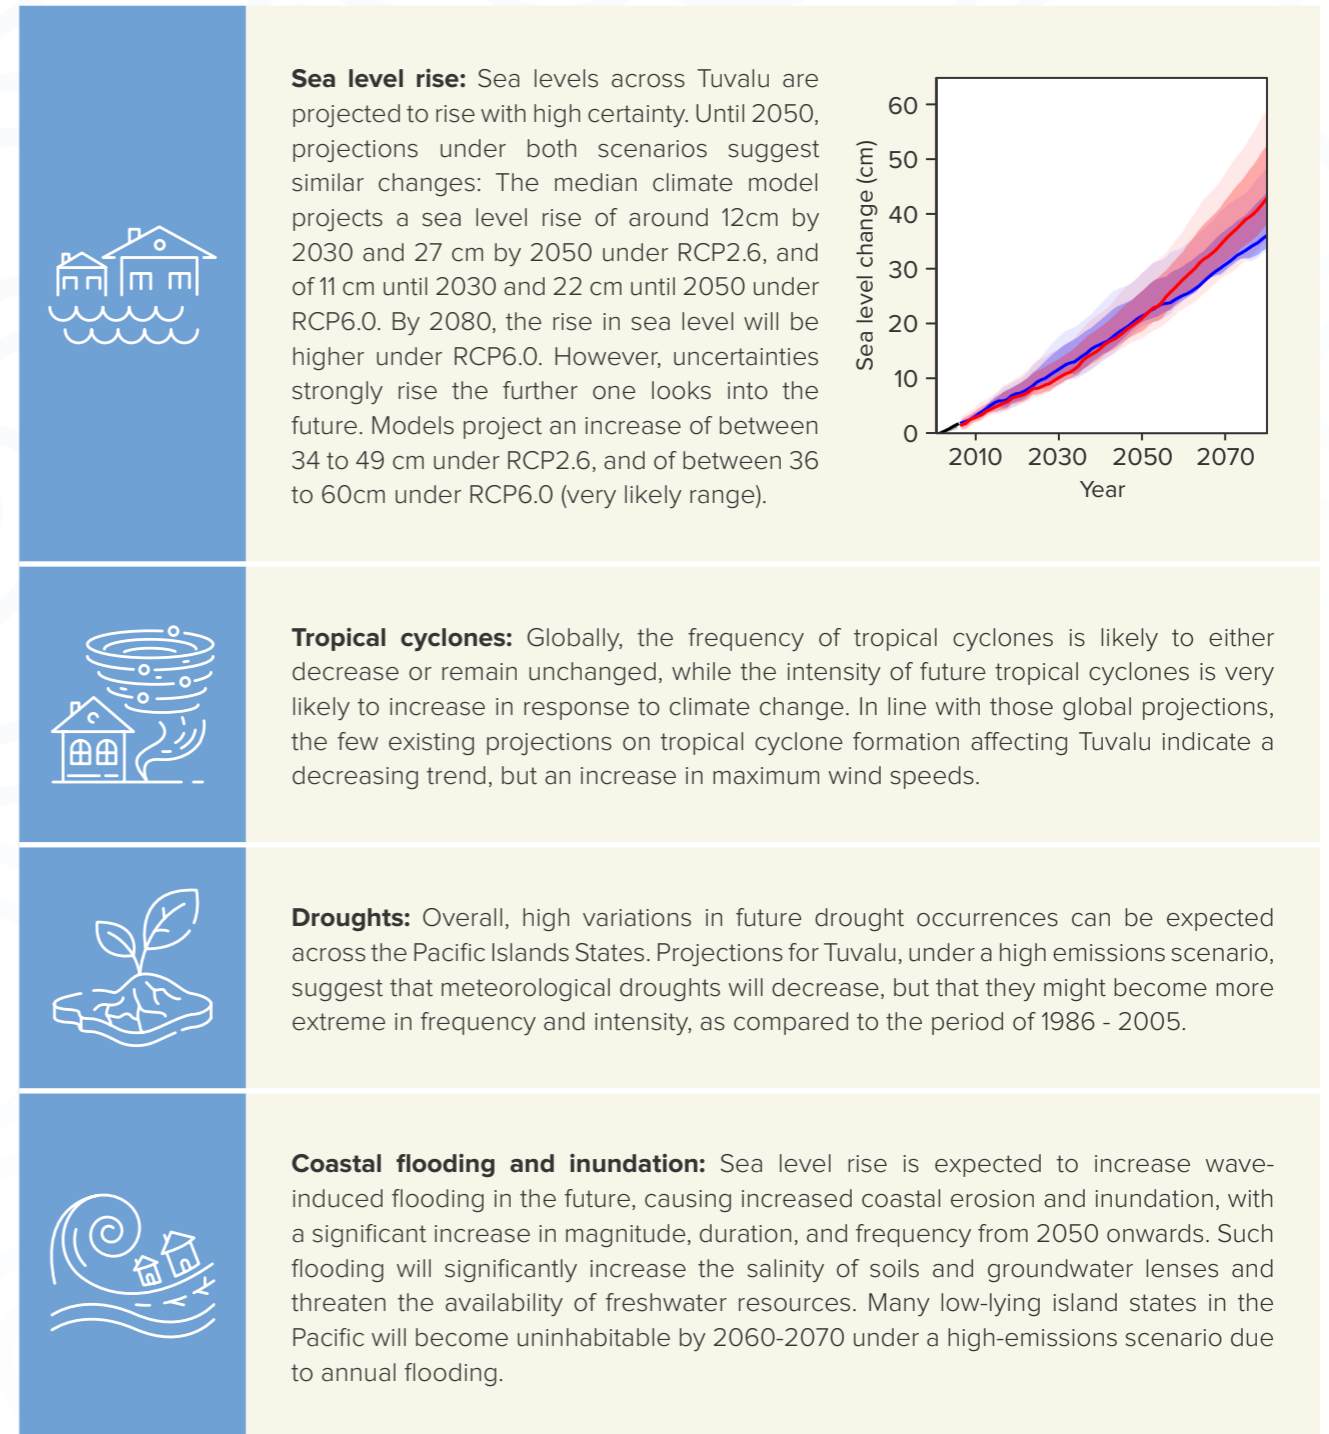 Sea level rise: Sea levels across Tuvalu are
projected to rise with high certainty. Until 2050,
projections under both scenarios suggest
similar changes: The median climate model
projects a sea level rise of around 12cm by
2030 and 27 cm by 2050 under RCP2.6, and
of 11 cm until 2030 and 22 cm until 2050 under
RCP6.0. By 2080, the rise in sea level will be
higher under RCP6.0. However, uncertainties
strongly rise the further one looks into the
future. Models project an increase of between
34 to 49 cm under RCP2.6, and of between 36
to 60cm under RCP6.0 (very likely range).
Sea level change (cm)
60
50
40
30
20
10
0
2010 2030 2050 2070
Year
Tropical cyclones: Globally, the frequency of tropical cyclones is likely to either
decrease or remain unchanged, while the intensity of future tropical cyclones is very
likely to increase in response to climate change. In line with those global projections,
the few existing projections on tropical cyclone formation affecting Tuvalu indicate a
decreasing trend, but an increase in maximum wind speeds.
Droughts: Overall, high variations in future drought occurrences can be expected
across the Pacific Islands States. Projections for Tuvalu, under a high emissions scenario,
suggest that meteorological droughts will decrease, but that they might become more
extreme in frequency and intensity, as compared to the period of 1986 - 2005.
Coastal flooding and inundation: Sea level rise is expected to increase wave-
induced flooding in the future, causing increased coastal erosion and inundation, with
a significant increase in magnitude, duration, and frequency from 2050 onwards. Such
flooding will significantly increase the salinity of soils and groundwater lenses and
threaten the availability of freshwater resources. Many low-lying island states in the
Pacific will become uninhabitable by 2060-2070 under a high-emissions scenario due
to annual flooding.